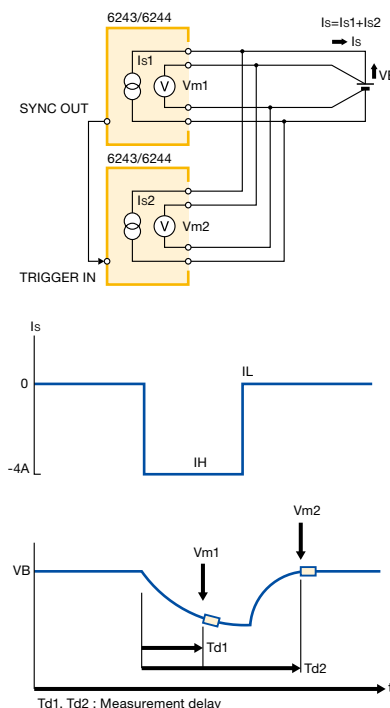 6243/6244
Is=Is1+Is2
Is
Is1
V
Vm1
VB
SYNC OUT
6243/6244
Is2
V
Vm2
TRIGGER IN
Is
0
IL
IH
-4A
Vm2
Vm1
VB
Td1
Td2
t
Td1, Td2 : Measurement delay